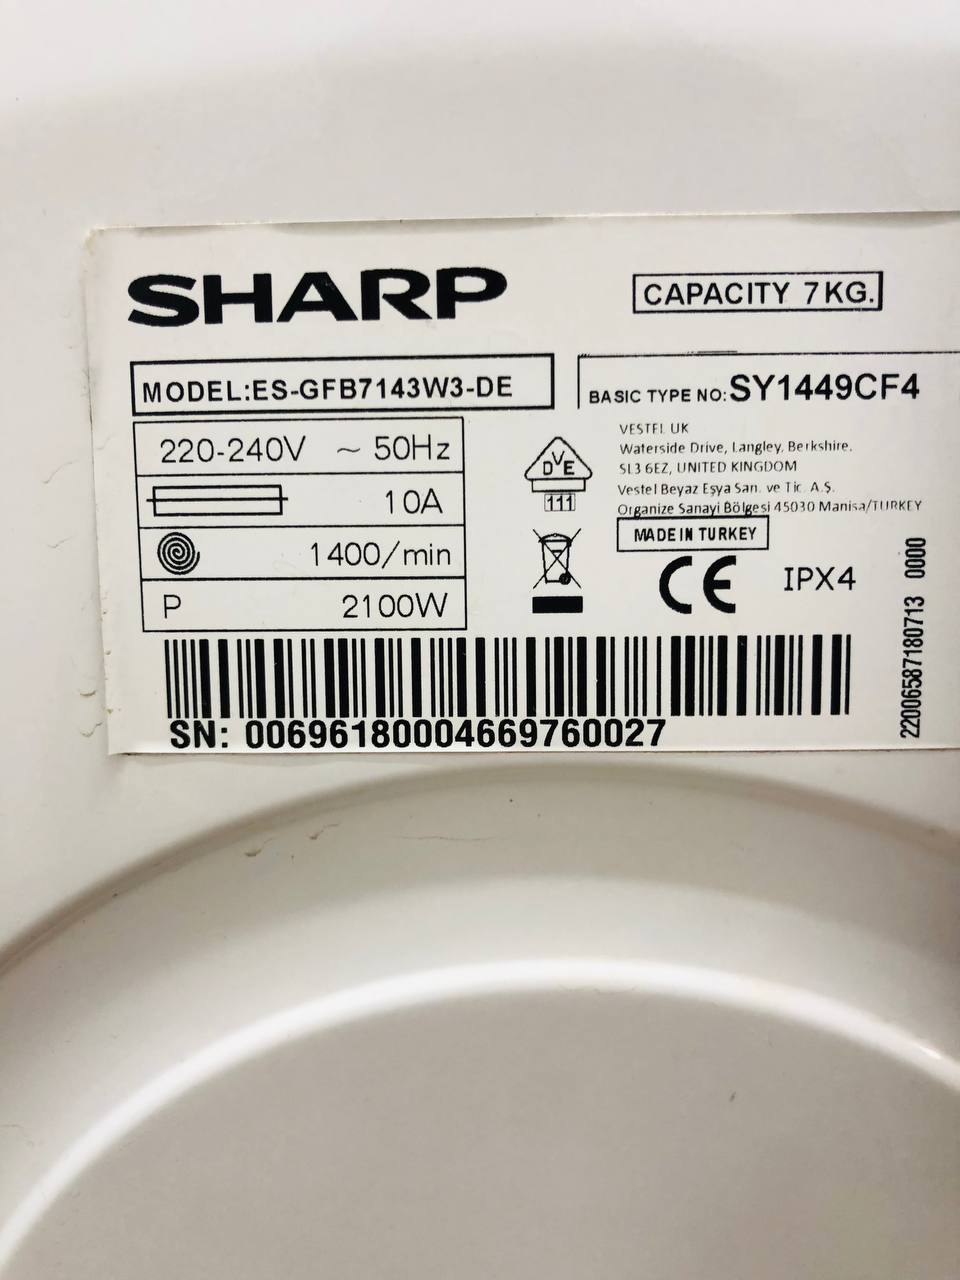 SHARP
CAPACITY 7KG.
MODEL:ES-GFB7143W3-DE
BASIC TYPE NO:SY1449CF4
220-240V ~ 50Hz
10A
1400/min
P 2100W
DVE
111
VESTEL UK
Waterside Drive, Langley, Berkshire,
SL3 6EZ, UNITED KINGDOM
Vestel Beyaz Eşya San. ve Tic. A.Ş.
Organize Sanayi Bölgesi 45030 Manisa/TURKEY
MADE IN TURKEY
CE IPX4
22006587180713 0000
SN: 00696180004669760027